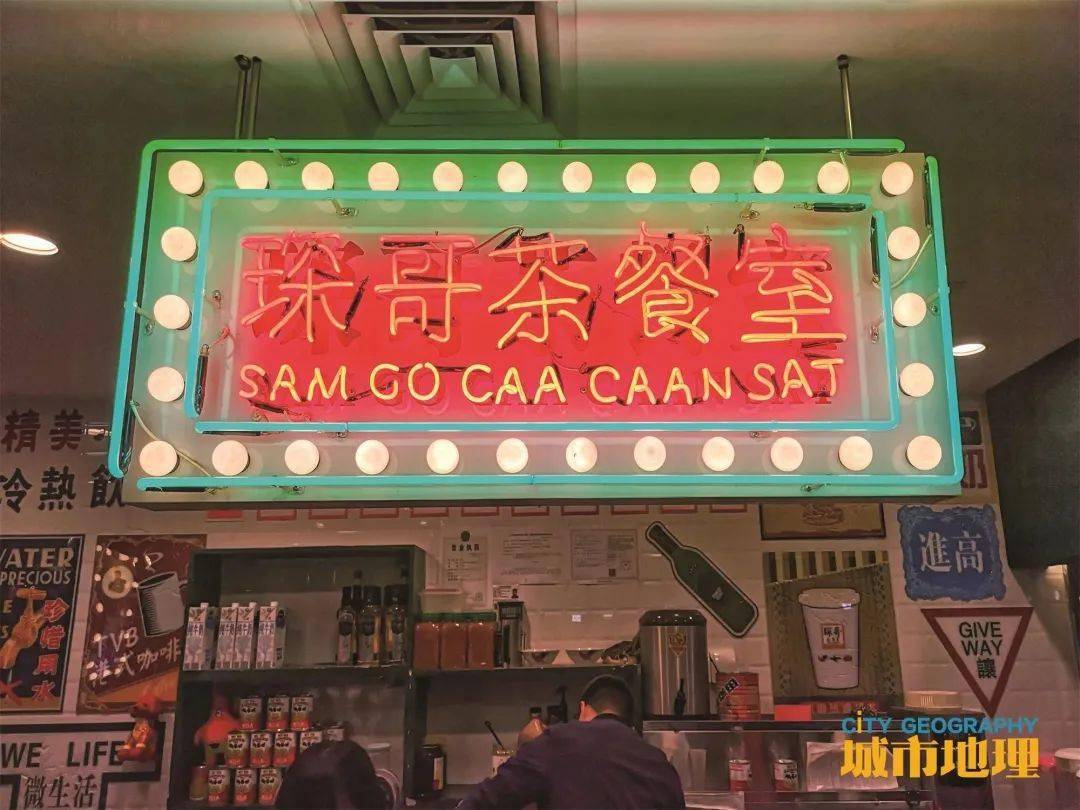 琛哥茶餐室
SAM GO CAA CAAN SAT
精美
冷熱飲
WATER
PRECIOUS
珍惜用水
TVB
港式咖啡
進高
GIVE
WAY
讓
WE LIFE
微生活
CITY GEOGRAPHY
城市地理